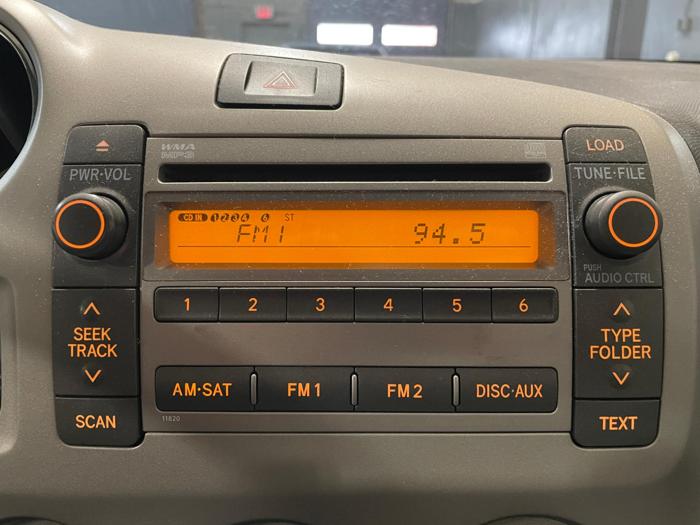 WMA
MP3
LOAD
PWR·VOL
TUNE·FILE
CD IN 1 2 3 4 6 ST
FM1 94.5
PUSH
AUDIO CTRL
1 2 3 4 5 6
SEEK
TRACK
TYPE
FOLDER
AM·SAT FM1 FM2 DISC·AUX
SCAN
11820
TEXT